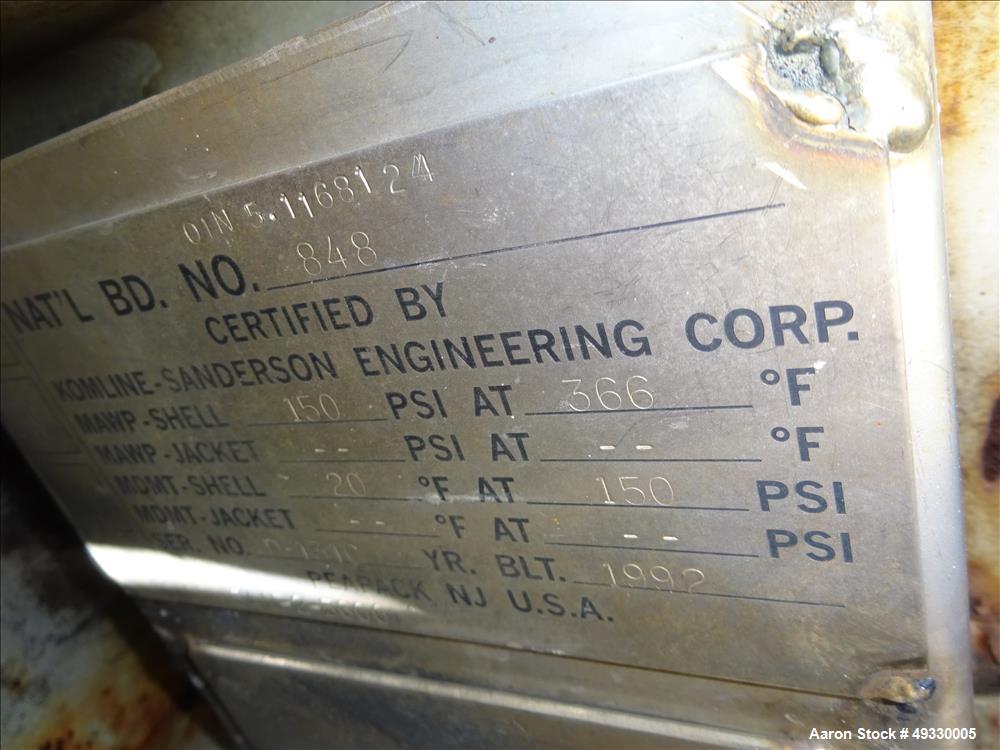 01N 5.1168124
NAT'L BD. NO. 848
CERTIFIED BY
KOMLINE-SANDERSON ENGINEERING CORP.
MAWP-SHELL 150 PSI AT 366 °F
MAWP-JACKET -- PSI AT -- °F
MDMT-SHELL -20 °F AT 150 PSI
MDMT-JACKET -- °F AT -- PSI
SER. NO. YR. BLT. 1992
PEAPACK NJ U.S.A.
Aaron Stock # 49330005